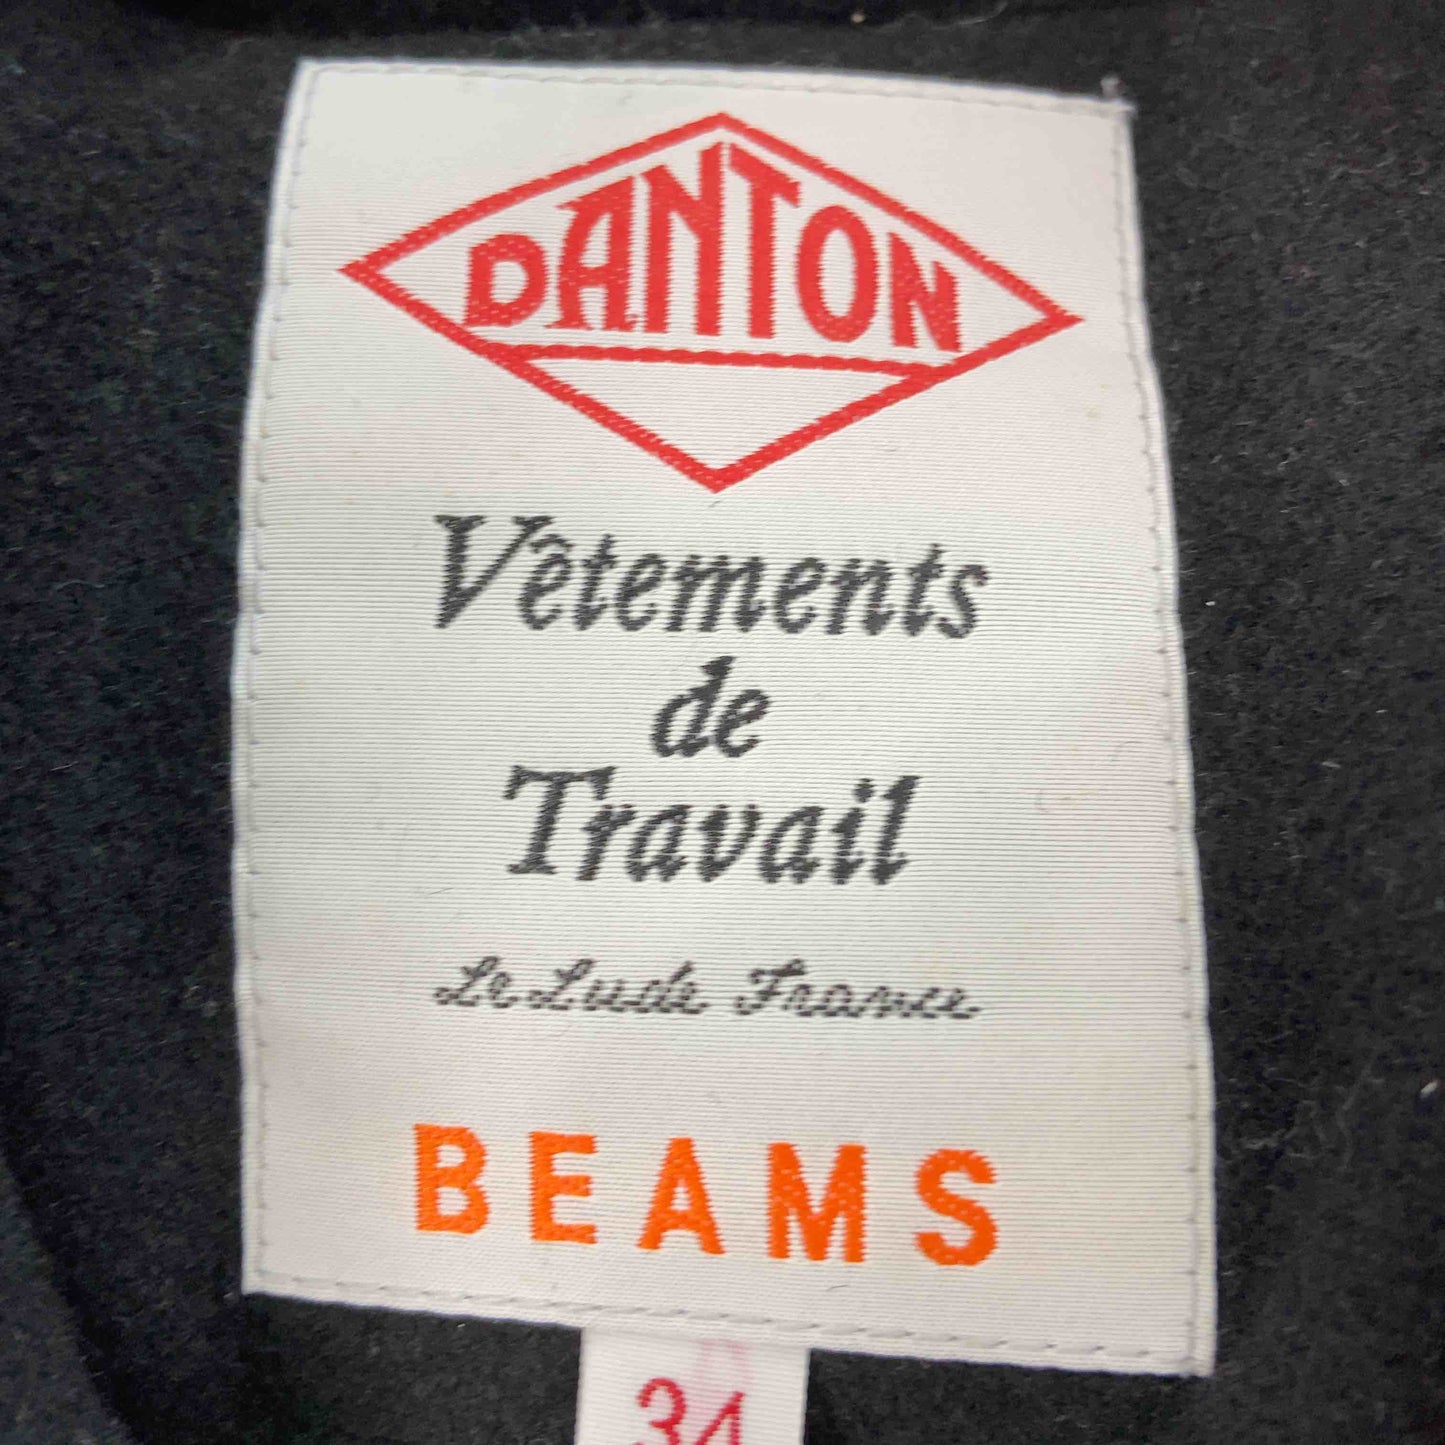 DANTON
Vêtements
de
Travail
Le Lude France
BEAMS
34